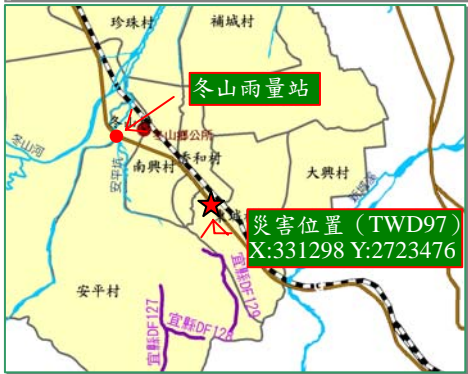 珍珠村
補城村
冬山雨量站
冬山鄉公所
冬山河
安平坑
南興村
香和村
大興村
災害位置（TWD97）
X:331298 Y:2723476
安平村
宜縣DF127
宜縣DF128
宜縣DF129